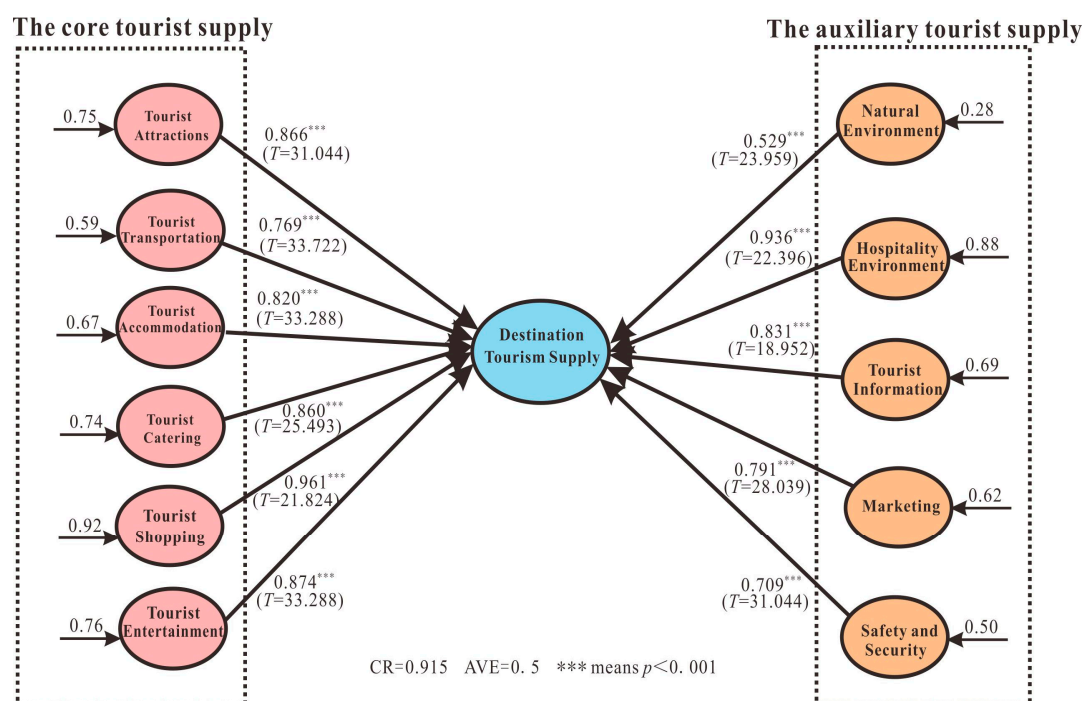 The core tourist supply
The auxiliary tourist supply
0.75
Tourist
Attractions
0.866***
(T=31.044)
0.59
Tourist
Transportation
0.769***
(T=33.722)
0.67
Tourist
Accommodation
0.820***
(T=33.288)
0.74
Tourist
Catering
0.860***
(T=25.493)
0.92
Tourist
Shopping
0.961***
(T=21.824)
0.76
Tourist
Entertainment
0.874***
(T=33.288)
Destination
Tourism Supply
0.529***
(T=23.959)
Natural
Environment
0.28
0.936***
(T=22.396)
Hospitality
Environment
0.88
0.831***
(T=18.952)
Tourist
Information
0.69
0.791***
(T=28.039)
Marketing
0.62
0.709***
(T=31.044)
Safety and
Security
0.50
CR=0.915 AVE=0. 5 *** means p<0. 001